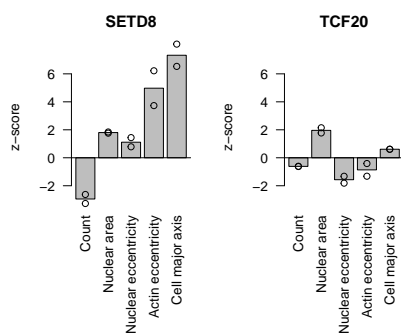 SETD8
z-score
6
4
2
0
−2
Count
Nuclear area
Nuclear eccentricity
Actin eccentricity
Cell major axis
TCF20
z-score
6
4
2
0
−2
Count
Nuclear area
Nuclear eccentricity
Actin eccentricity
Cell major axis